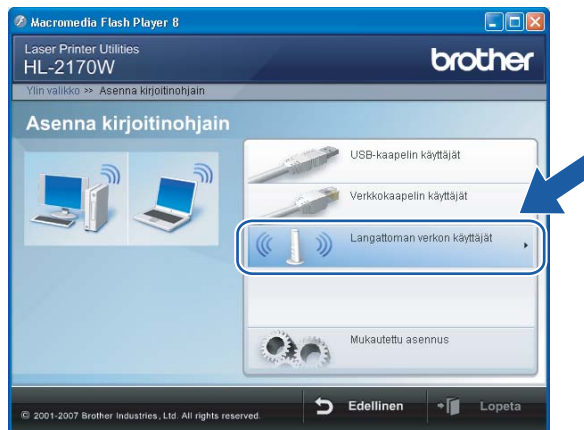 Macromedia Flash Player 8
Laser Printer Utilities
HL-2170W
brother
Ylin valikko >> Asenna kirjoitinohjain
Asenna kirjoitinohjain
USB-kaapelin käyttäjät
Verkkokaapelin käyttäjät
Langattoman verkon käyttäjät
Mukautettu asennus
Edellinen
Lopeta
© 2001-2007 Brother Industries, Ltd. All rights reserved.